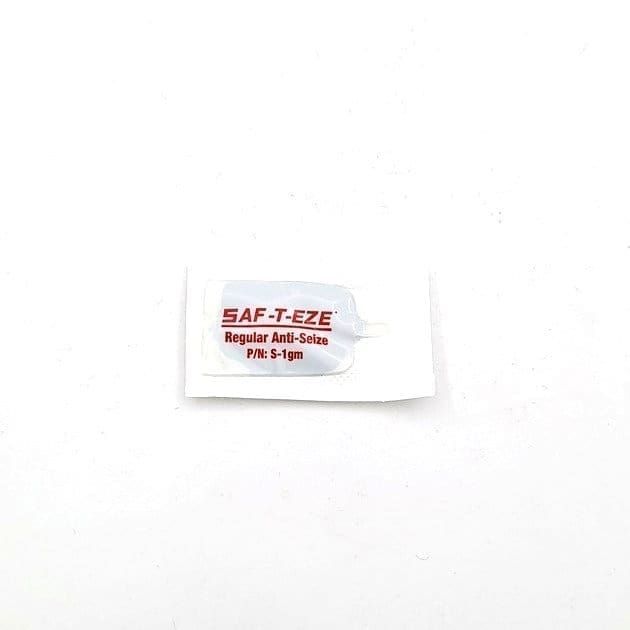 SAF-T-EZE
Regular Anti-Seize
P/N: S-1gm